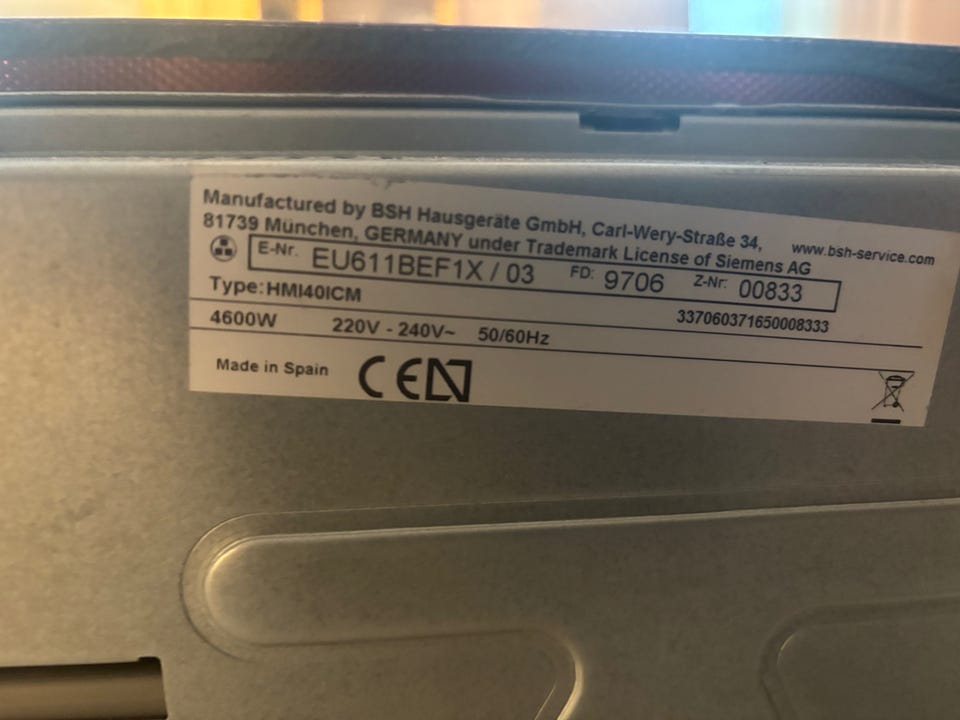 Manufactured by BSH Hausgeräte GmbH, Carl-Wery-Straße 34,
81739 München, GERMANY under Trademark License of Siemens AG
www.bsh-service.com
E-Nr. EU611BEF1X / 03 FD: 9706 Z-Nr: 00833
Type: HMI40ICM
337060371650008333
4600W 220V - 240V~ 50/60Hz
Made in Spain CE N